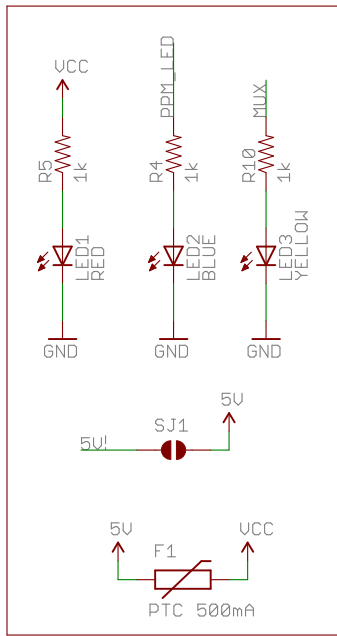 VCC
PPM_LED
MUX
R5
1k
R4
1k
R10
1k
LED1
RED
LED2
BLUE
LED3
YELLOW
GND
GND
GND
SJ1
5V
5V!
5V
F1
VCC
PTC 500mA